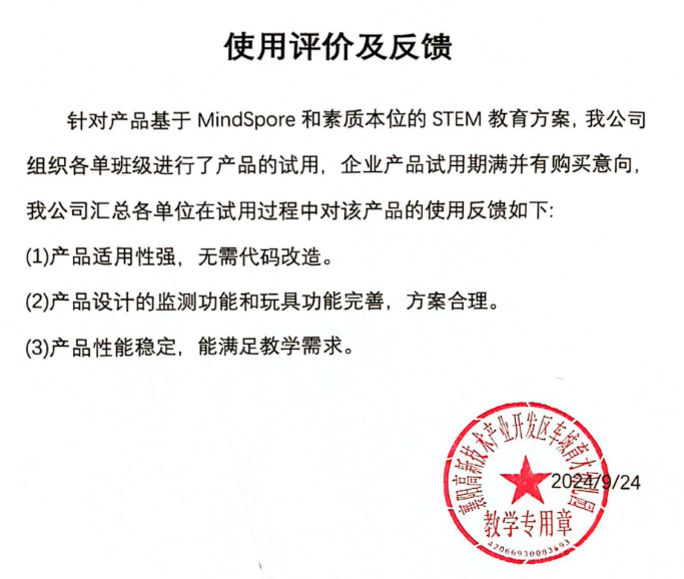 使用评价及反馈
针对产品基于 MindSpore 和素质本位的 STEM 教育方案, 我公司
组织各单班级进行了产品的试用，企业产品试用期满并有购买意向，
我公司汇总各单位在试用过程中对该产品的使用反馈如下:
(1)产品适用性强，无需代码改造。
(2)产品设计的监测功能和玩具功能完善，方案合理。
(3)产品性能稳定，能满足教学需求。
襄阳高新技术产业开发区车城育才幼儿园
2024/9/24
教学专用章